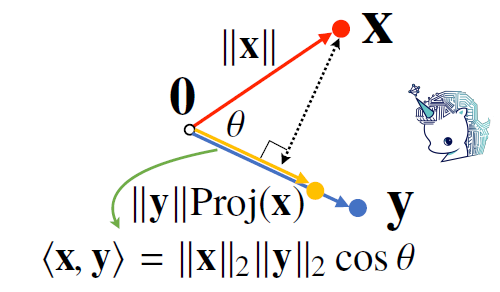 x
‖x‖
0
θ
‖y‖Proj(x)
y
⟨x, y⟩ = ‖x‖₂‖y‖₂ cos θ